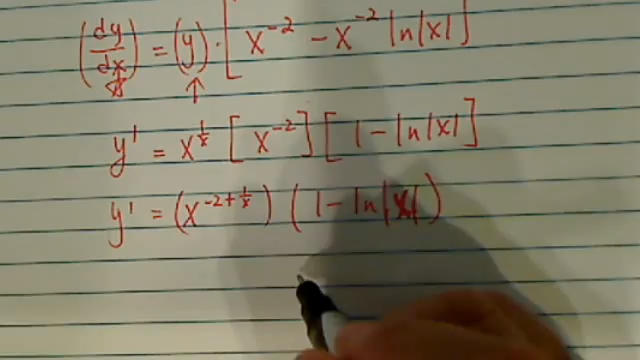 (dy/dx) = (y) · [x⁻² − x⁻² ln|x|]
↑
y' = x^(1/x) [x⁻²] [1 − ln|x|]
y' = (x^(−2+1/x)) (1 − ln|x|)